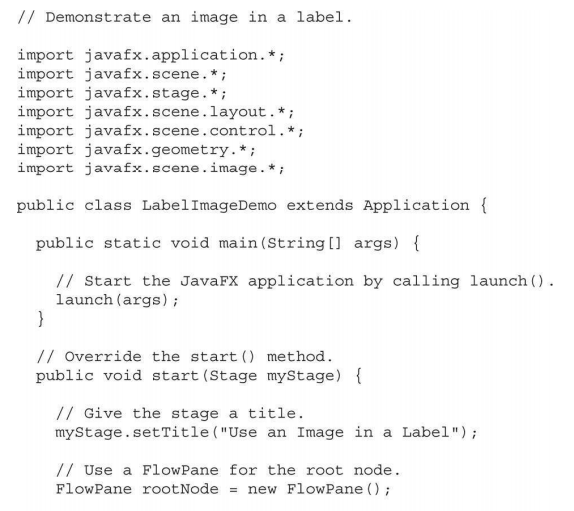 // Demonstrate an image in a label.
import javafx.application.*;
import javafx.scene.*;
import javafx.stage.*;
import javafx.scene.layout.*;
import javafx.scene.control.*;
import javafx.geometry.*;
import javafx.scene.image.*;
public class LabelImageDemo extends Application {
public static void main(String[] args) {
// Start the JavaFX application by calling launch().
launch(args);
}
// Override the start() method.
public void start(Stage myStage) {
// Give the stage a title.
myStage.setTitle("Use an Image in a Label");
// Use a FlowPane for the root node.
FlowPane rootNode = new FlowPane();